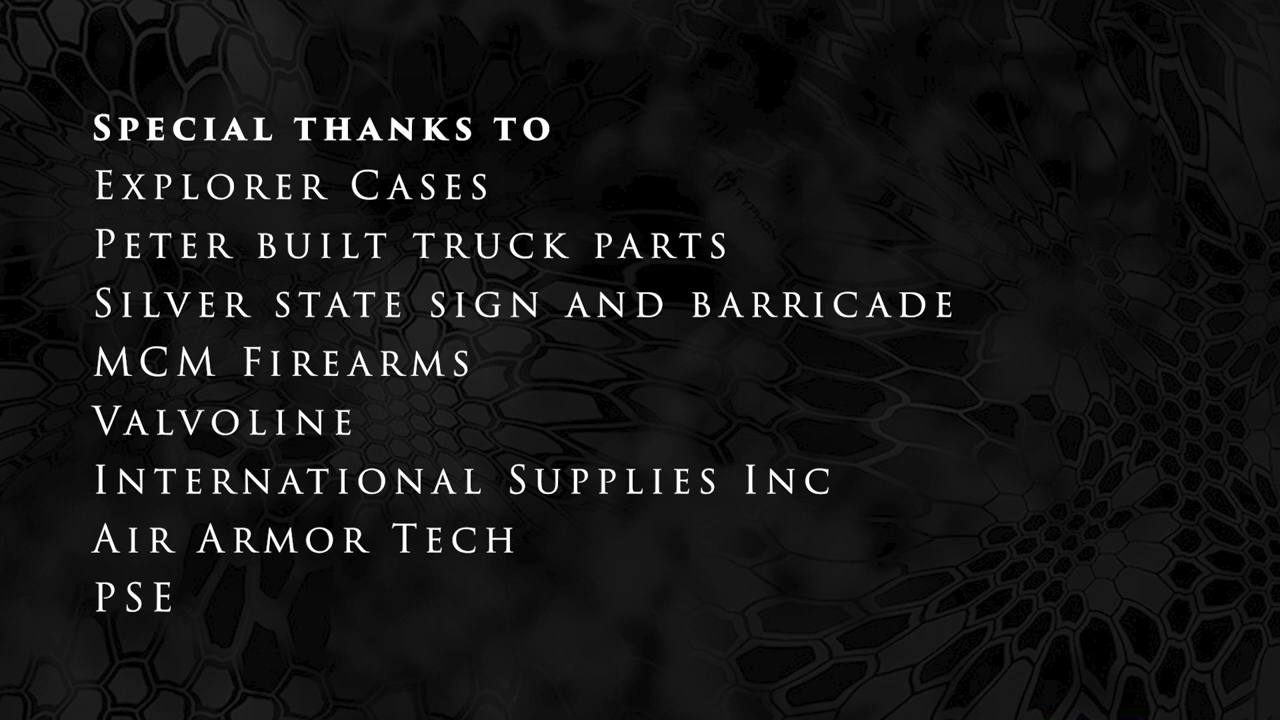 Special thanks to
Explorer Cases
Peter built truck parts
Silver state sign and barricade
MCM Firearms
Valvoline
International Supplies Inc
Air Armor Tech
PSE
TYPHON